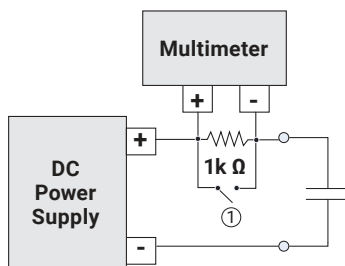 Multimeter
+ -
+
1k Ω
DC
Power
Supply
①
-